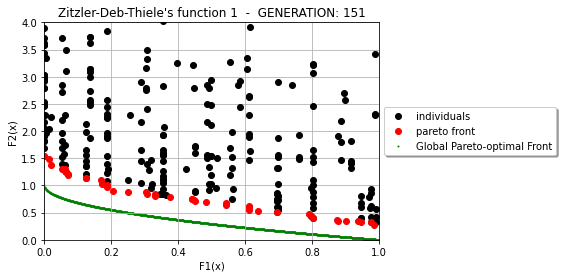 Zitzler-Deb-Thiele's function 1 - GENERATION: 151
F2(x)
4.0
3.5
3.0
2.5
2.0
1.5
1.0
0.5
0.0
0.0 0.2 0.4 0.6 0.8 1.0
F1(x)
individuals
pareto front
Global Pareto-optimal Front